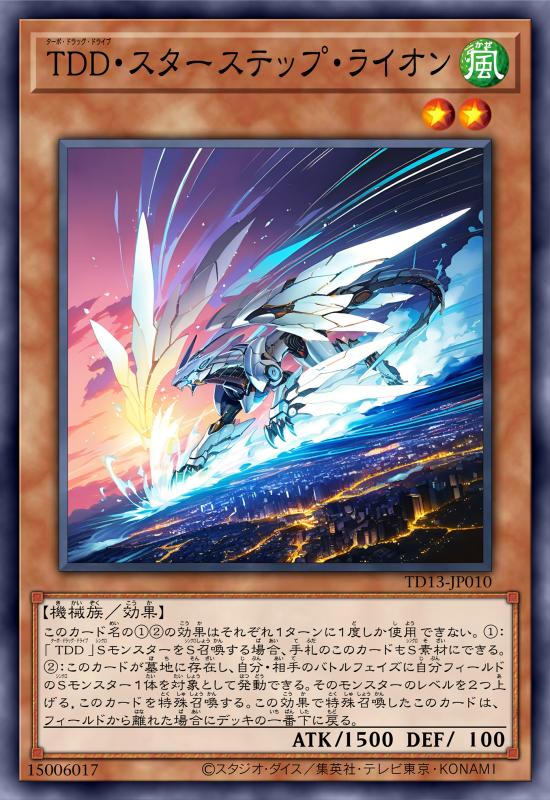 ターボ・ドラッグ・ドライブ
TDD・スターステップ・ライオン
かぜ
風
TD13-JP010
きかいぞく こうか
【機械族/効果】
このカード名の①②の効果はそれぞれ1ターンに1度しか使用できない。①:
「TDD」SモンスターをS召喚する場合、手札のこのカードもS素材にできる。
②:このカードが墓地に存在し、自分・相手のバトルフェイズに自分フィールド
のSモンスター1体を対象として発動できる。そのモンスターのレベルを2つ上
げる。このカードを特殊召喚する。この効果で特殊召喚したこのカードは、
フィールドから離れた場合にデッキの一番下に戻る。
ATK/1500 DEF/ 100
15006017 ©スタジオ・ダイス/集英社・テレビ東京・KONAMI